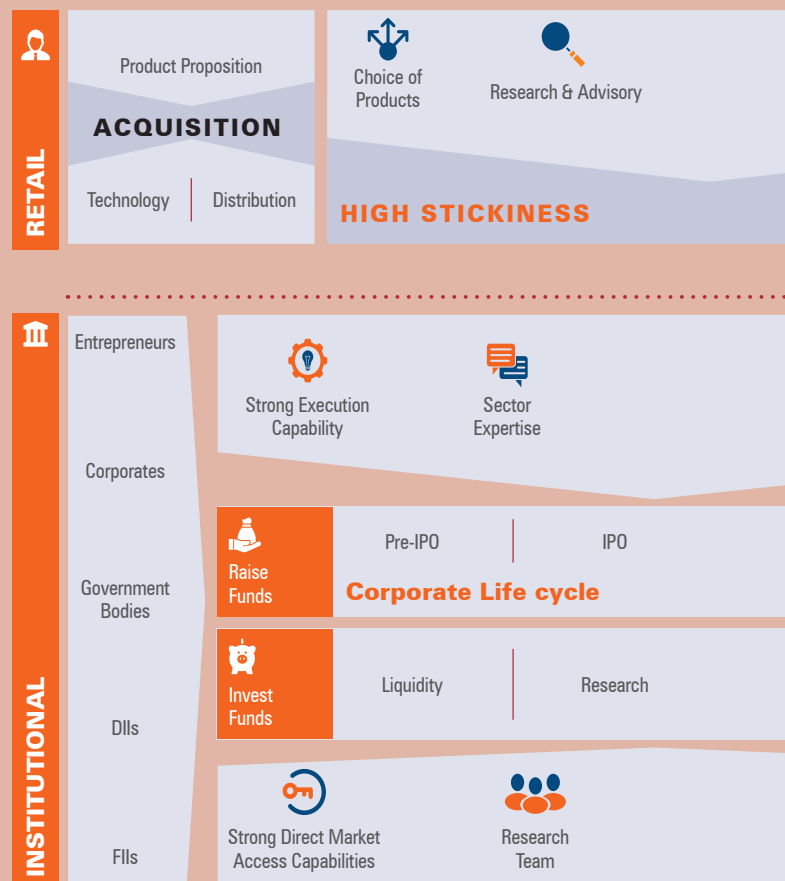 RETAIL
Product Proposition
ACQUISITION
Technology
Distribution
Choice of
Products
Research & Advisory
HIGH STICKINESS
INSTITUTIONAL
Entrepreneurs
Corporates
Government
Bodies
DIIs
FIIs
Strong Execution
Capability
Sector
Expertise
Raise
Funds
Pre-IPO
IPO
Corporate Life cycle
Invest
Funds
Liquidity
Research
Strong Direct Market
Access Capabilities
Research
Team